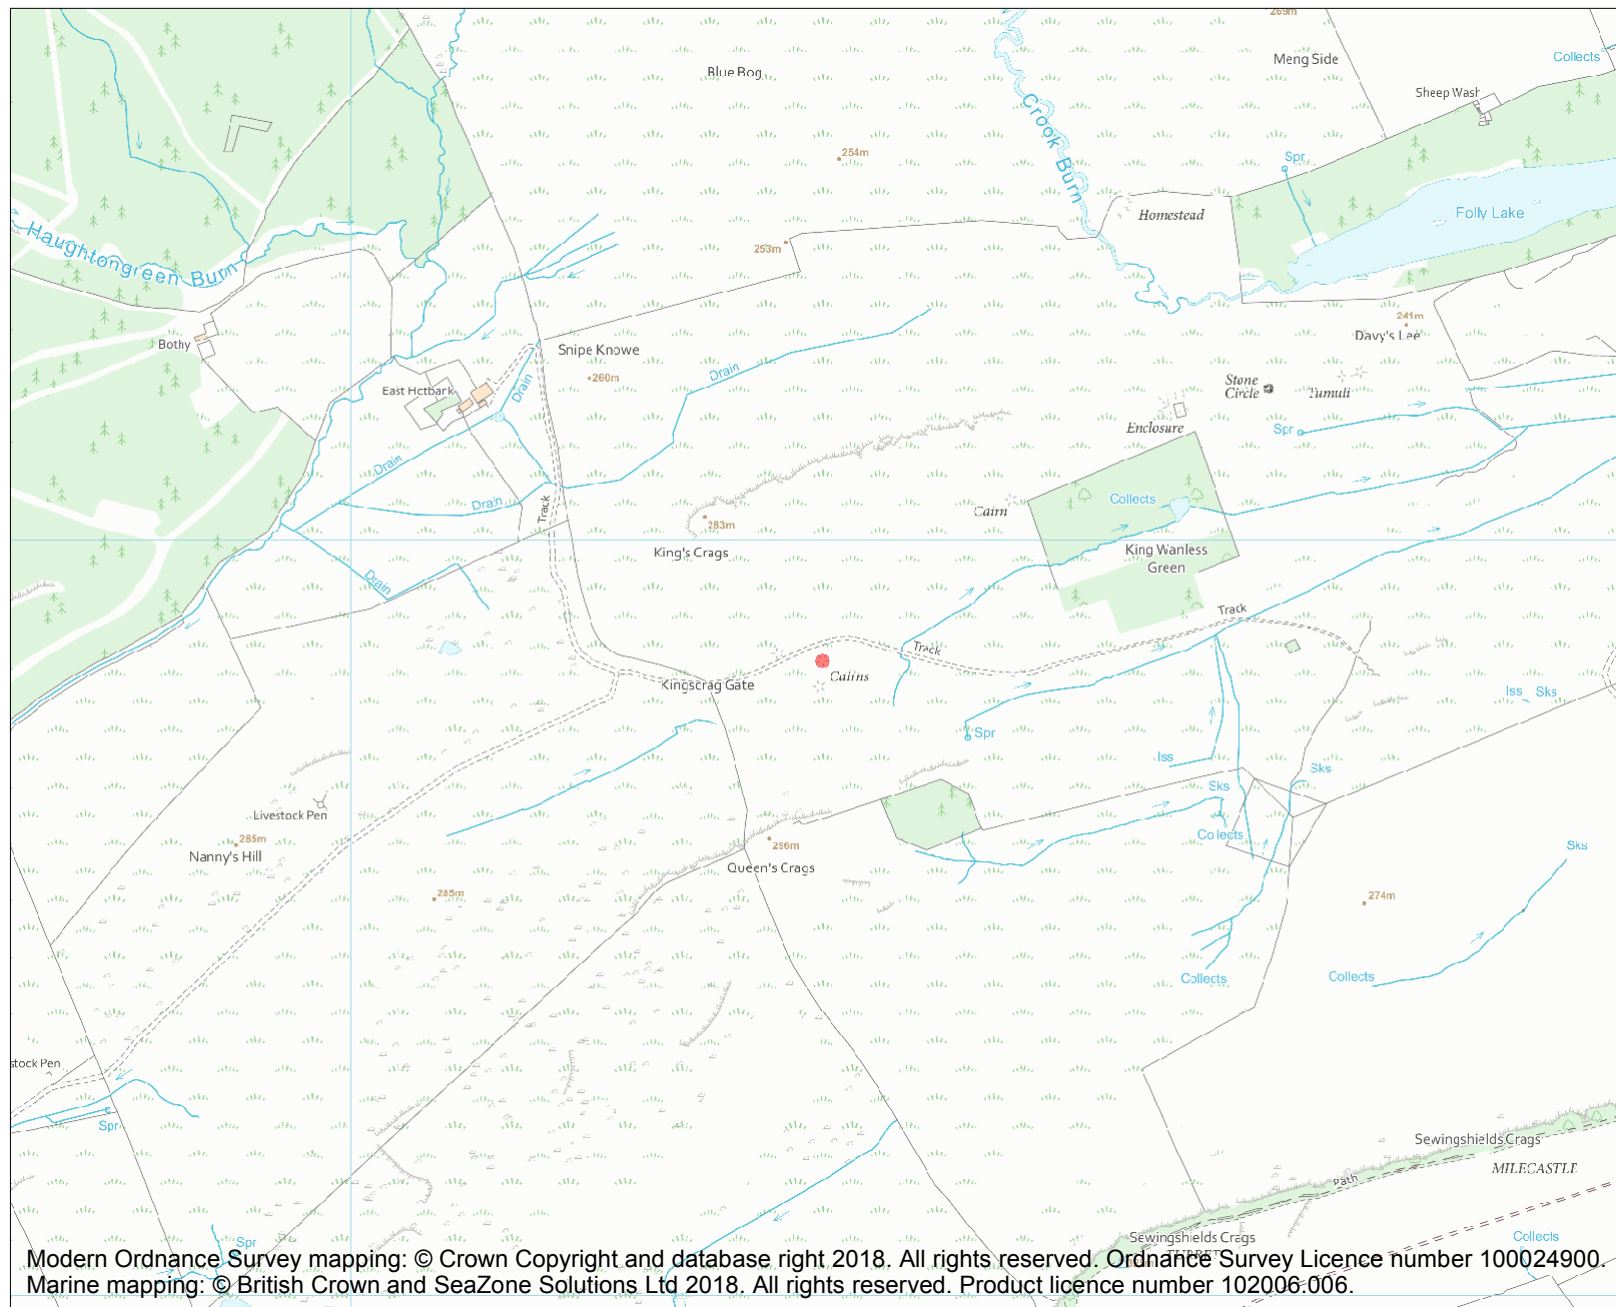 269m
Meng Side
Collects
Blue Bog
Sheep Wash
Crook Burn
254m
Spr
Homestead
Folly Lake
Haughtongreen Burn
253m
241m
Davy's Lee
Bothy
Snipe Knowe
260m
Drain
East Hotbank
Drain
Stone
Circle
Tumuli
Enclosure
Spr
Drain
Drain
Track
Collects
Cairn
283m
King's Crags
King Wanless
Green
Drain
Track
Track
Cairns
Kingscrag Gate
Iss Sks
Spr
Iss
Sks
Sks
Livestock Pen
Collects
285m
Nanny's Hill
296m
Queen's Crags
Sks
285m
274m
Collects
Collects
stock Pen
Spr
Sewingshields Crags
MILECASTLE
Path
Sewingshields Crags
TURRET
Spr
Collects
Modern Ordnance Survey mapping: © Crown Copyright and database right 2018. All rights reserved. Ordnance Survey Licence number 100024900.
Marine mapping: © British Crown and SeaZone Solutions Ltd 2018. All rights reserved. Product licence number 102006.006.